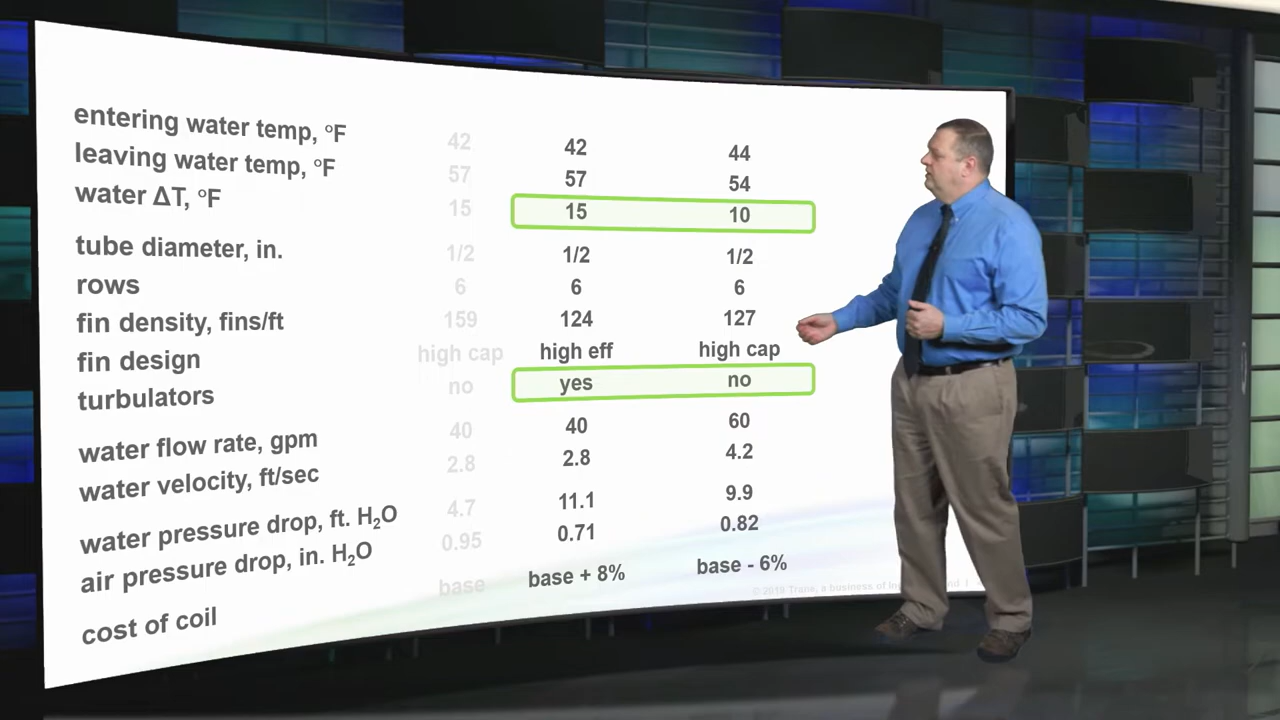 entering water temp, °F 42 42 44
leaving water temp, °F 57 57 54
water ΔT, °F 15 15 10
tube diameter, in. 1/2 1/2 1/2
rows 6 6 6
fin density, fins/ft 159 124 127
fin design high cap high eff high cap
turbulators no yes no
water flow rate, gpm 40 40 60
water velocity, ft/sec 2.8 2.8 4.2
water pressure drop, ft. H₂O 4.7 11.1 9.9
air pressure drop, in. H₂O 0.95 0.71 0.82
cost of coil base base + 8% base - 6%
© 2019 Trane, a business of